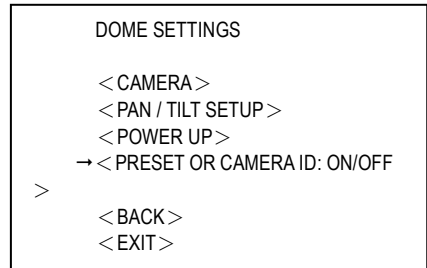 DOME SETTINGS
＜CAMERA＞
＜PAN / TILT SETUP＞
＜POWER UP＞
→＜PRESET OR CAMERA ID: ON/OFF
＞
＜BACK＞
＜EXIT＞